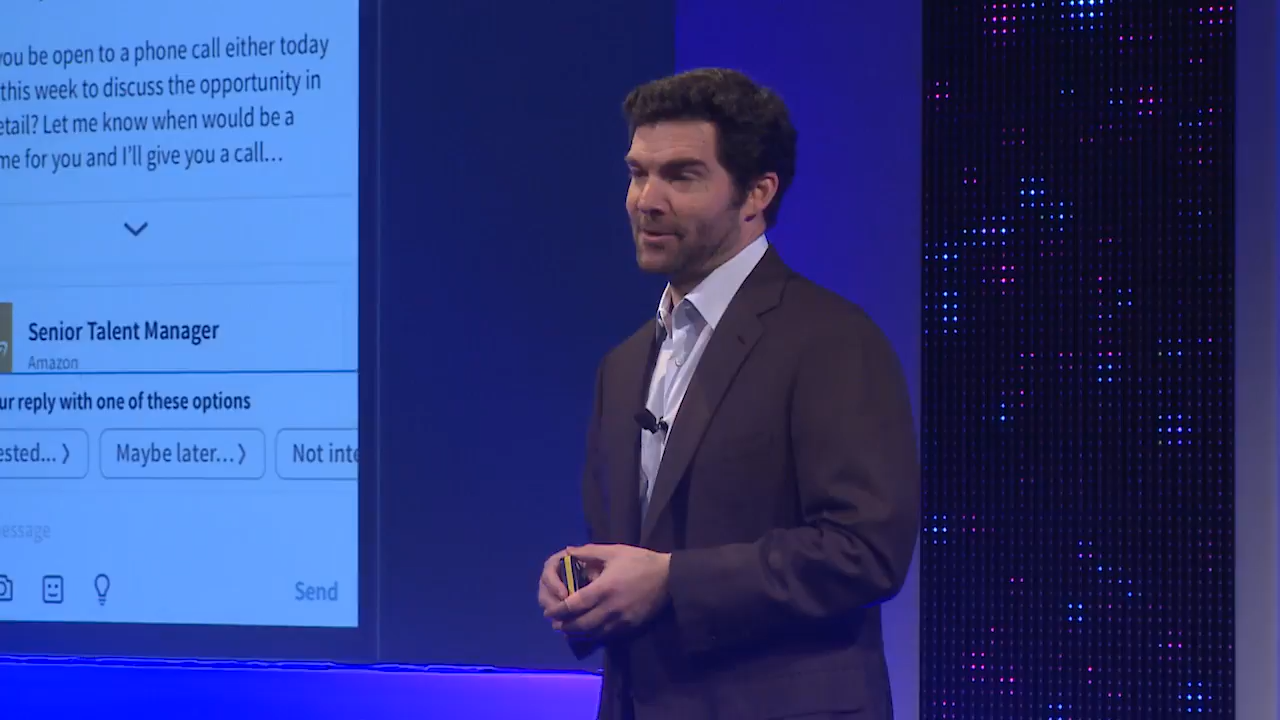 you be open to a phone call either today
this week to discuss the opportunity in
etail? Let me know when would be a
me for you and I'll give you a call...
Senior Talent Manager
Amazon
ur reply with one of these options
ested... ❯
Maybe later... ❯
Not inte
essage
Send